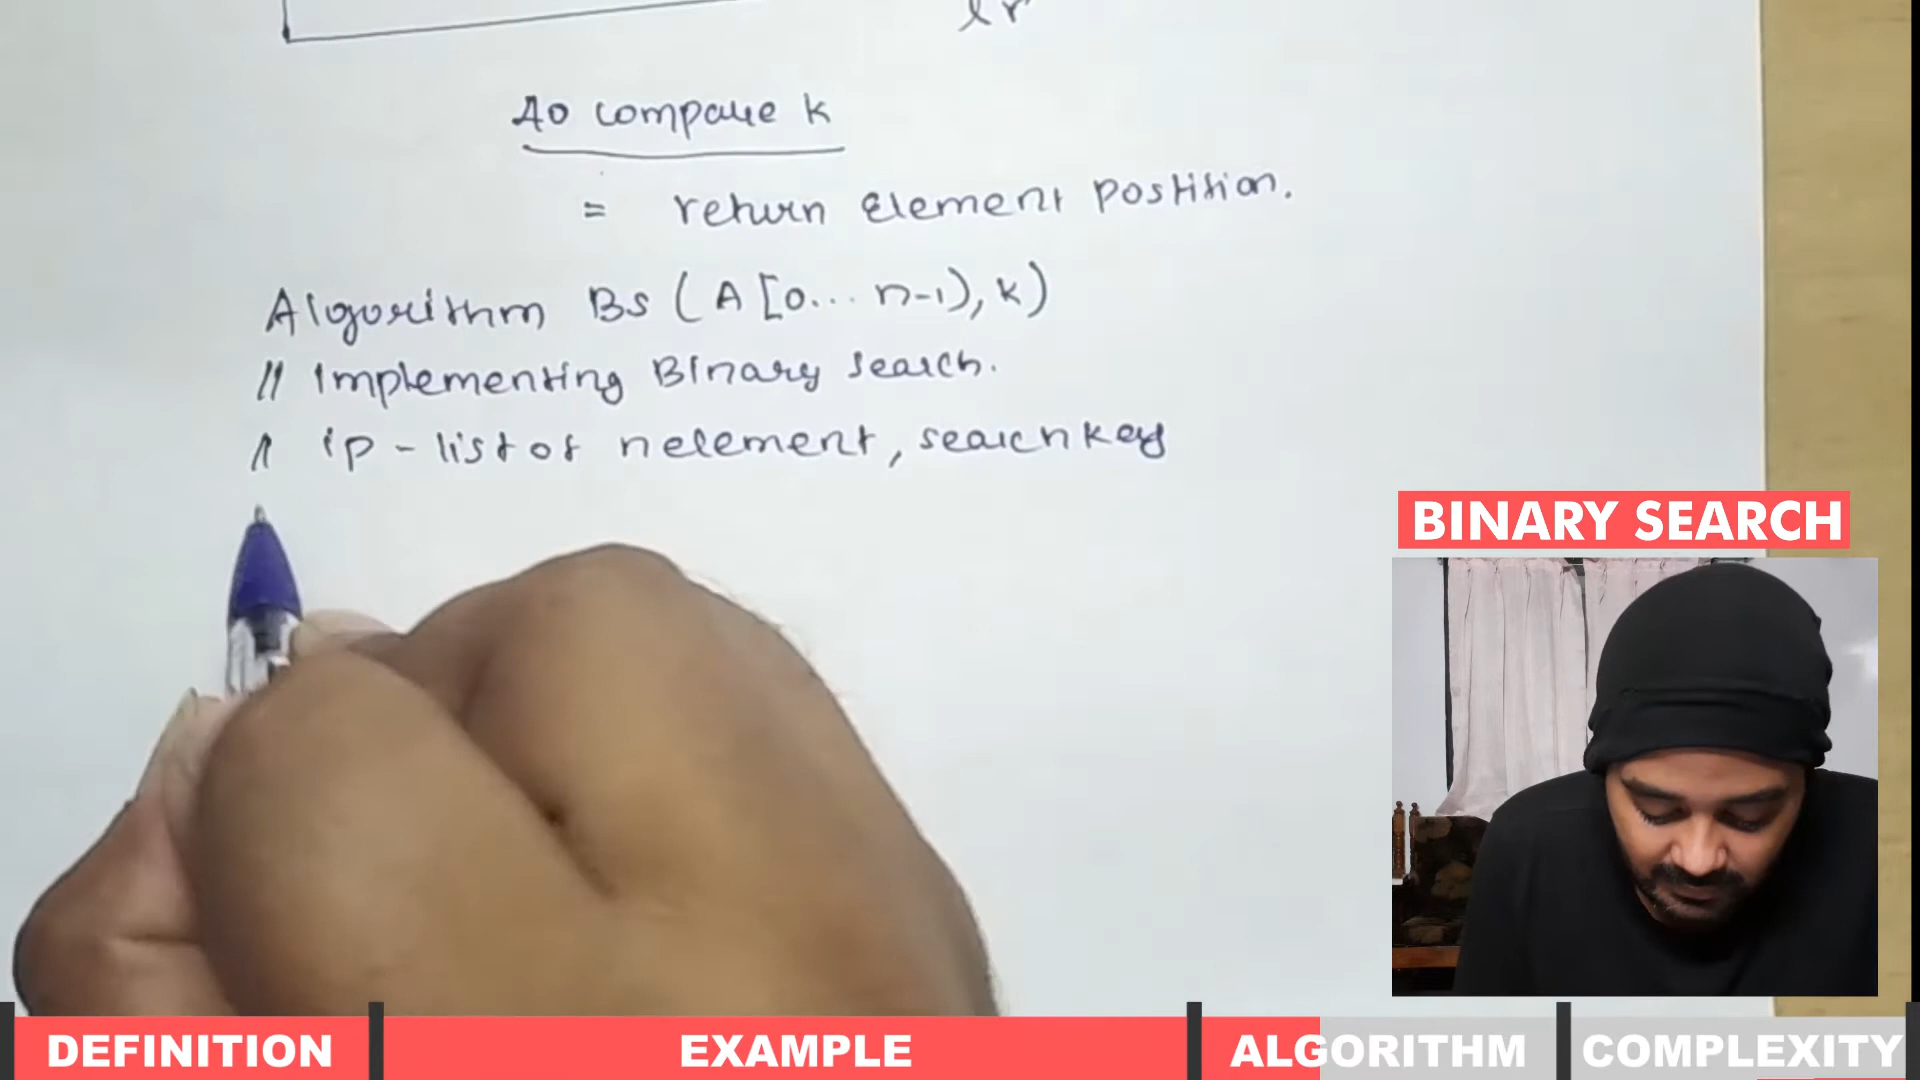 l r
Ao compare k
= return Element postition.
Algorithm BS (A [0... n-1), k)
// Implementing Binary search.
// ip - list of n element, search key
BINARY SEARCH
DEFINITION EXAMPLE ALGORITHM COMPLEXITY